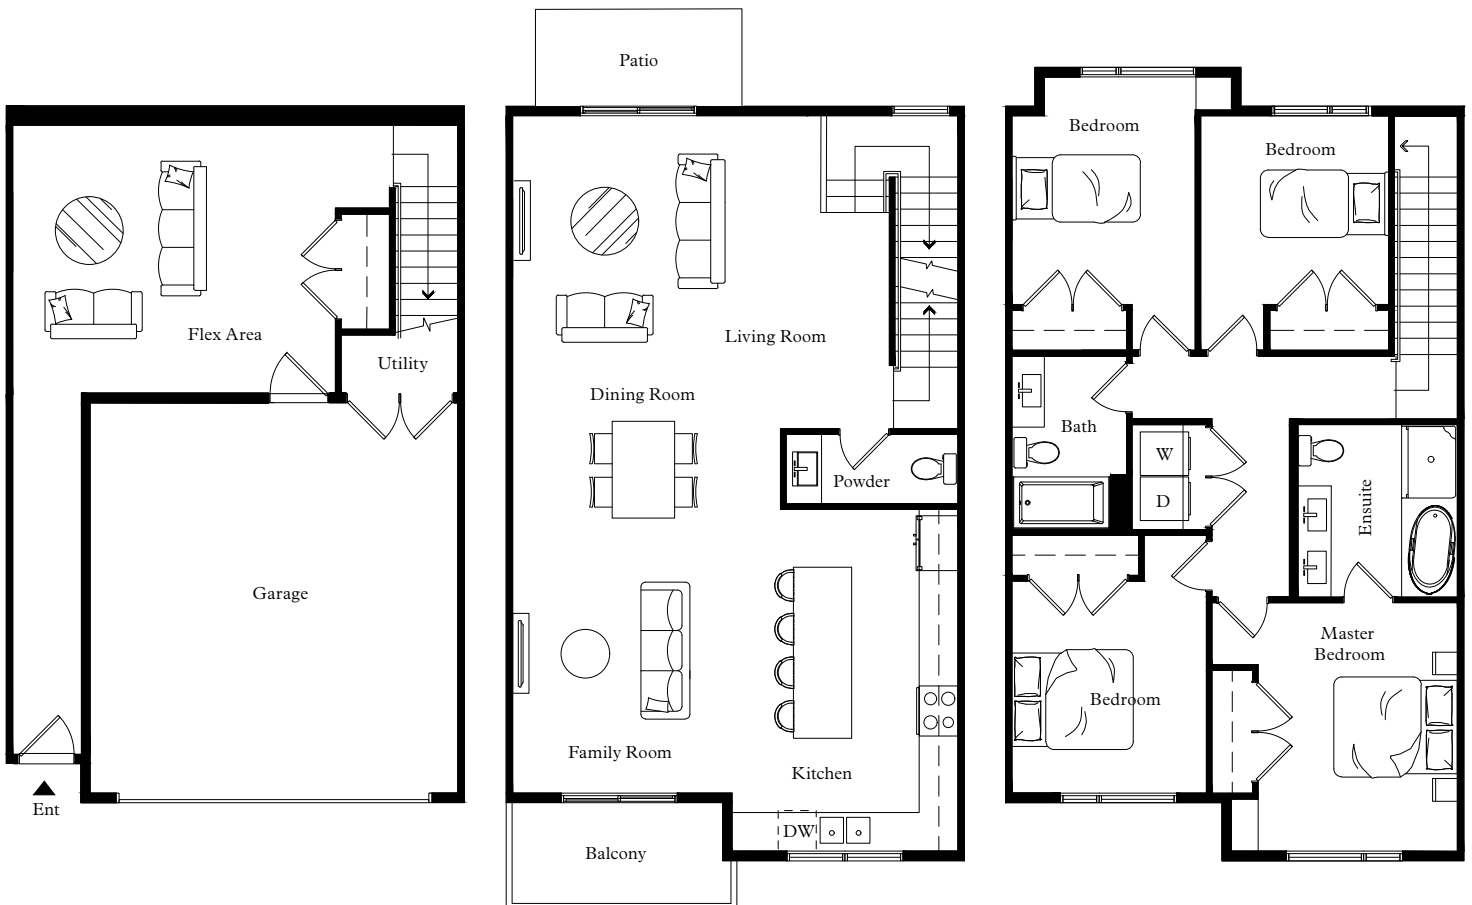 Flex Area
Utility
Garage
Ent
Patio
Living Room
Dining Room
Powder
Family Room
Kitchen
DW
Balcony
Bedroom
Bedroom
Bath
W
D
Ensuite
Master
Bedroom
Bedroom